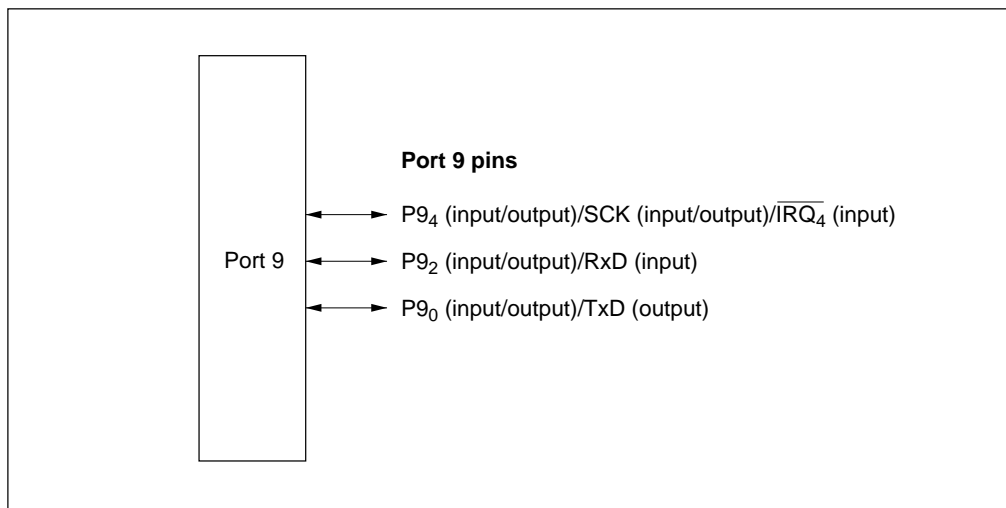 Port 9 pins
P9₄ (input/output)/SCK (input/output)/I̅R̅Q̅₄̅ (input)
Port 9
P9₂ (input/output)/RxD (input)
P9₀ (input/output)/TxD (output)